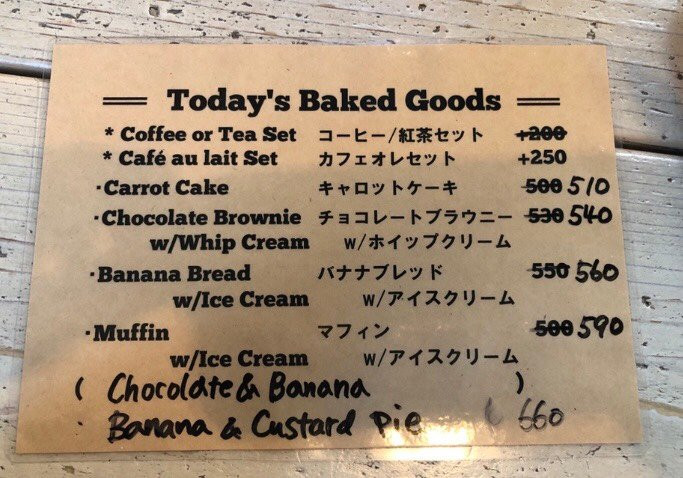 Today's Baked Goods
* Coffee or Tea Set コーヒー/紅茶セット +200
* Café au lait Set カフェオレセット +250
·Carrot Cake キャロットケーキ 500 510
·Chocolate Brownie チョコレートブラウニー 530 540
w/Whip Cream w/ホイップクリーム
·Banana Bread バナナブレッド 550 560
w/Ice Cream w/アイスクリーム
·Muffin マフィン 500 590
w/Ice Cream w/アイスクリーム
( Chocolate & Banana )
· Banana & Custard Pie 660